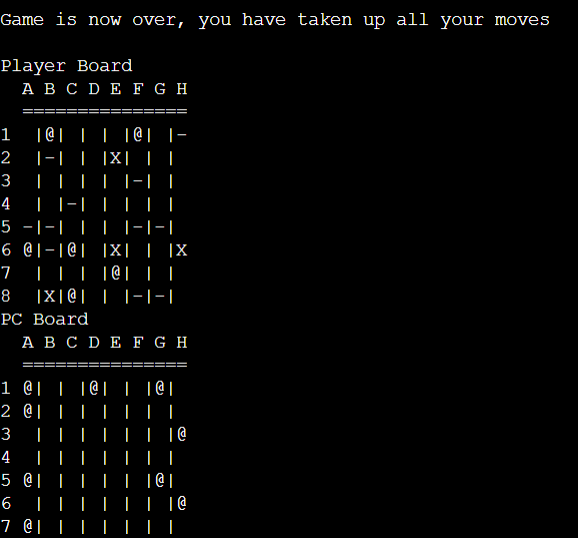 Game is now over, you have taken up all your moves
Player Board
  A B C D E F G H
  ===============
1  |@| | | |@| |-
2  |-| | |X| | |
3  | | | | |-| |
4  | |-| | | | |
5 -|-| | | |-|-|
6 @|-|@| |X| | |X
7  | | | |@| | |
8  |X|@| | |-|-|
PC Board
  A B C D E F G H
  ===============
1 @| | |@| | |@|
2 @| | | | | | |
3  | | | | | | |@
4  | | | | | | |
5 @| | | | | |@|
6  | | | | | | |@
7 @| | | | | | |